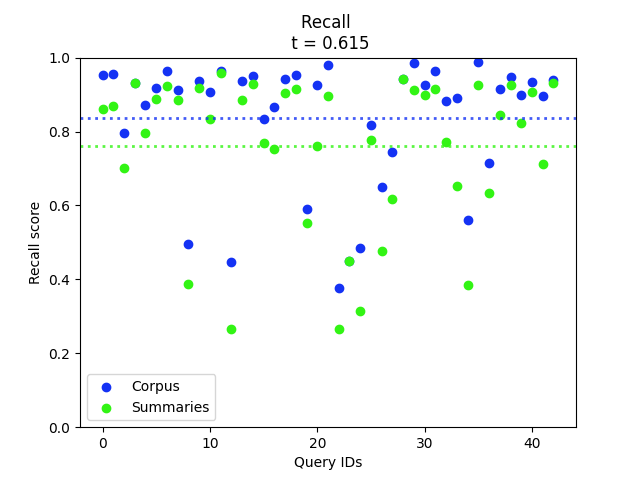 Recall
t = 0.615
1.0
0.8
0.6
0.4
0.2
0.0
Recall score
Corpus
Summaries
0 10 20 30 40
Query IDs